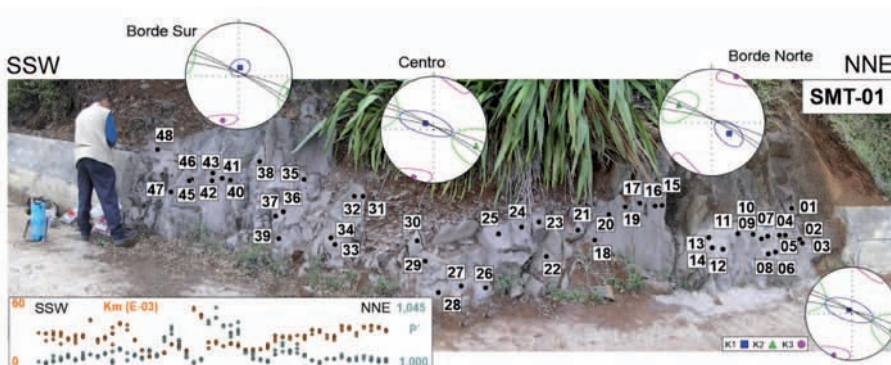 Borde Sur
Centro
Borde Norte
SSW
NNE
SMT-01
48
46 43 41
38 35
47 45 42 40
37 36
39
32 31
34
33
30
29
28
27
26
25 24 23
22
21
20
18
19
17 16 15
10
11 09 07 04 01
02
13 05 03
14 12 08 06
60
SSW
Km (E-03)
NNE
1,045
P'
0
1,000
K1 K2 K3